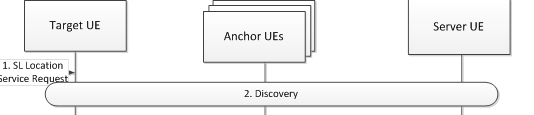 Target UE
Anchor UEs
Server UE
1. SL Location
Service Request
2. Discovery